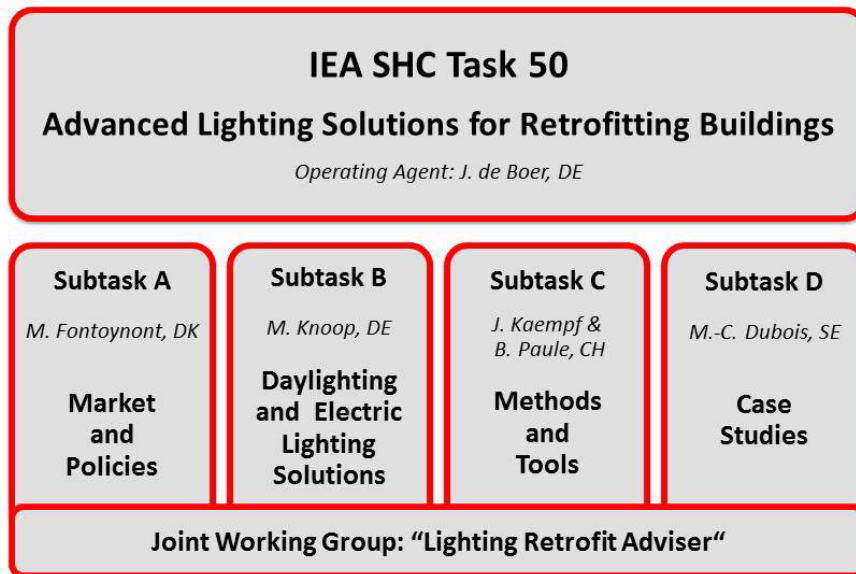 IEA SHC Task 50
Advanced Lighting Solutions for Retrofitting Buildings
Operating Agent: J. de Boer, DE
Subtask A
M. Fontoynont, DK
Market
and
Policies
Subtask B
M. Knoop, DE
Daylighting
and Electric
Lighting
Solutions
Subtask C
J. Kaempf &
B. Paule, CH
Methods
and
Tools
Subtask D
M.-C. Dubois, SE
Case
Studies
Joint Working Group: “Lighting Retrofit Adviser“